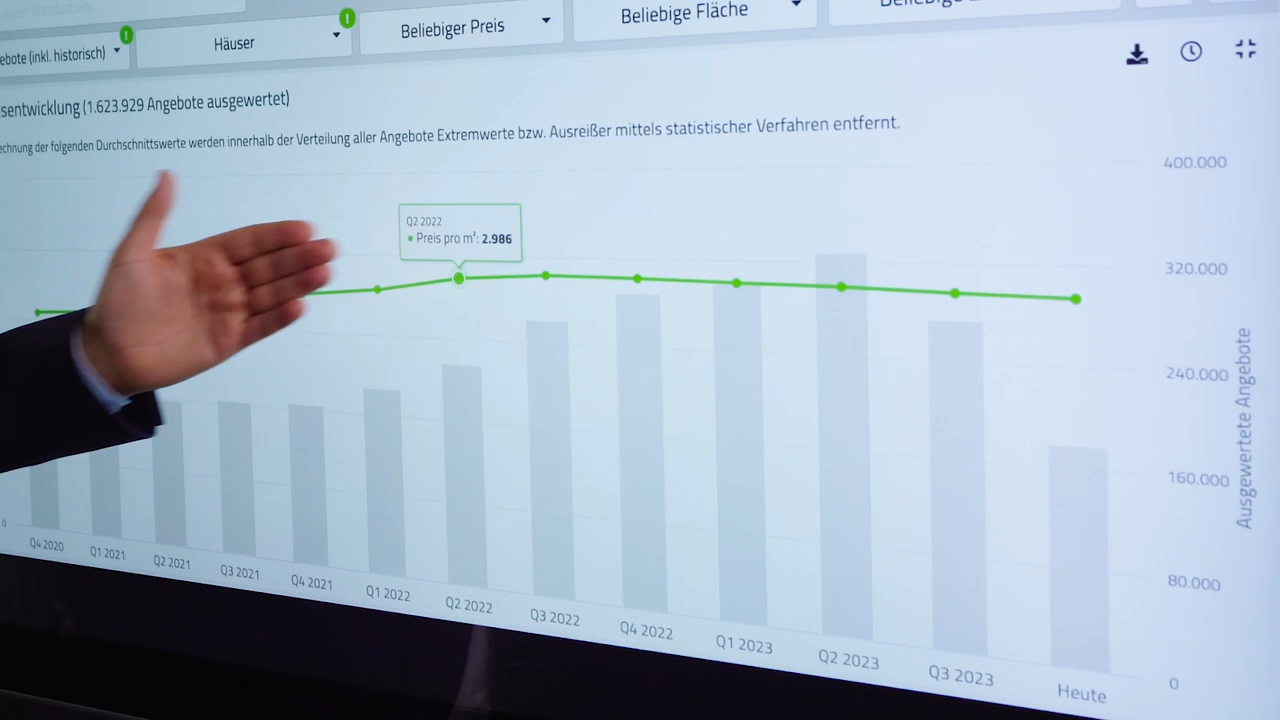 ebote (inkl. historisch)
!
Häuser
!
Beliebiger Preis
Beliebige Fläche
sentwicklung (1.623.929 Angebote ausgewertet)
echnung der folgenden Durchschnittswerte werden innerhalb der Verteilung aller Angebote Extremwerte bzw. Ausreißer mittels statistischer Verfahren entfernt.
400.000
320.000
240.000
160.000
80.000
0
Ausgewertete Angebote
Q2 2022
Preis pro m²: 2.986
0
Q4 2020
Q1 2021
Q2 2021
Q3 2021
Q4 2021
Q1 2022
Q2 2022
Q3 2022
Q4 2022
Q1 2023
Q2 2023
Q3 2023
Heute